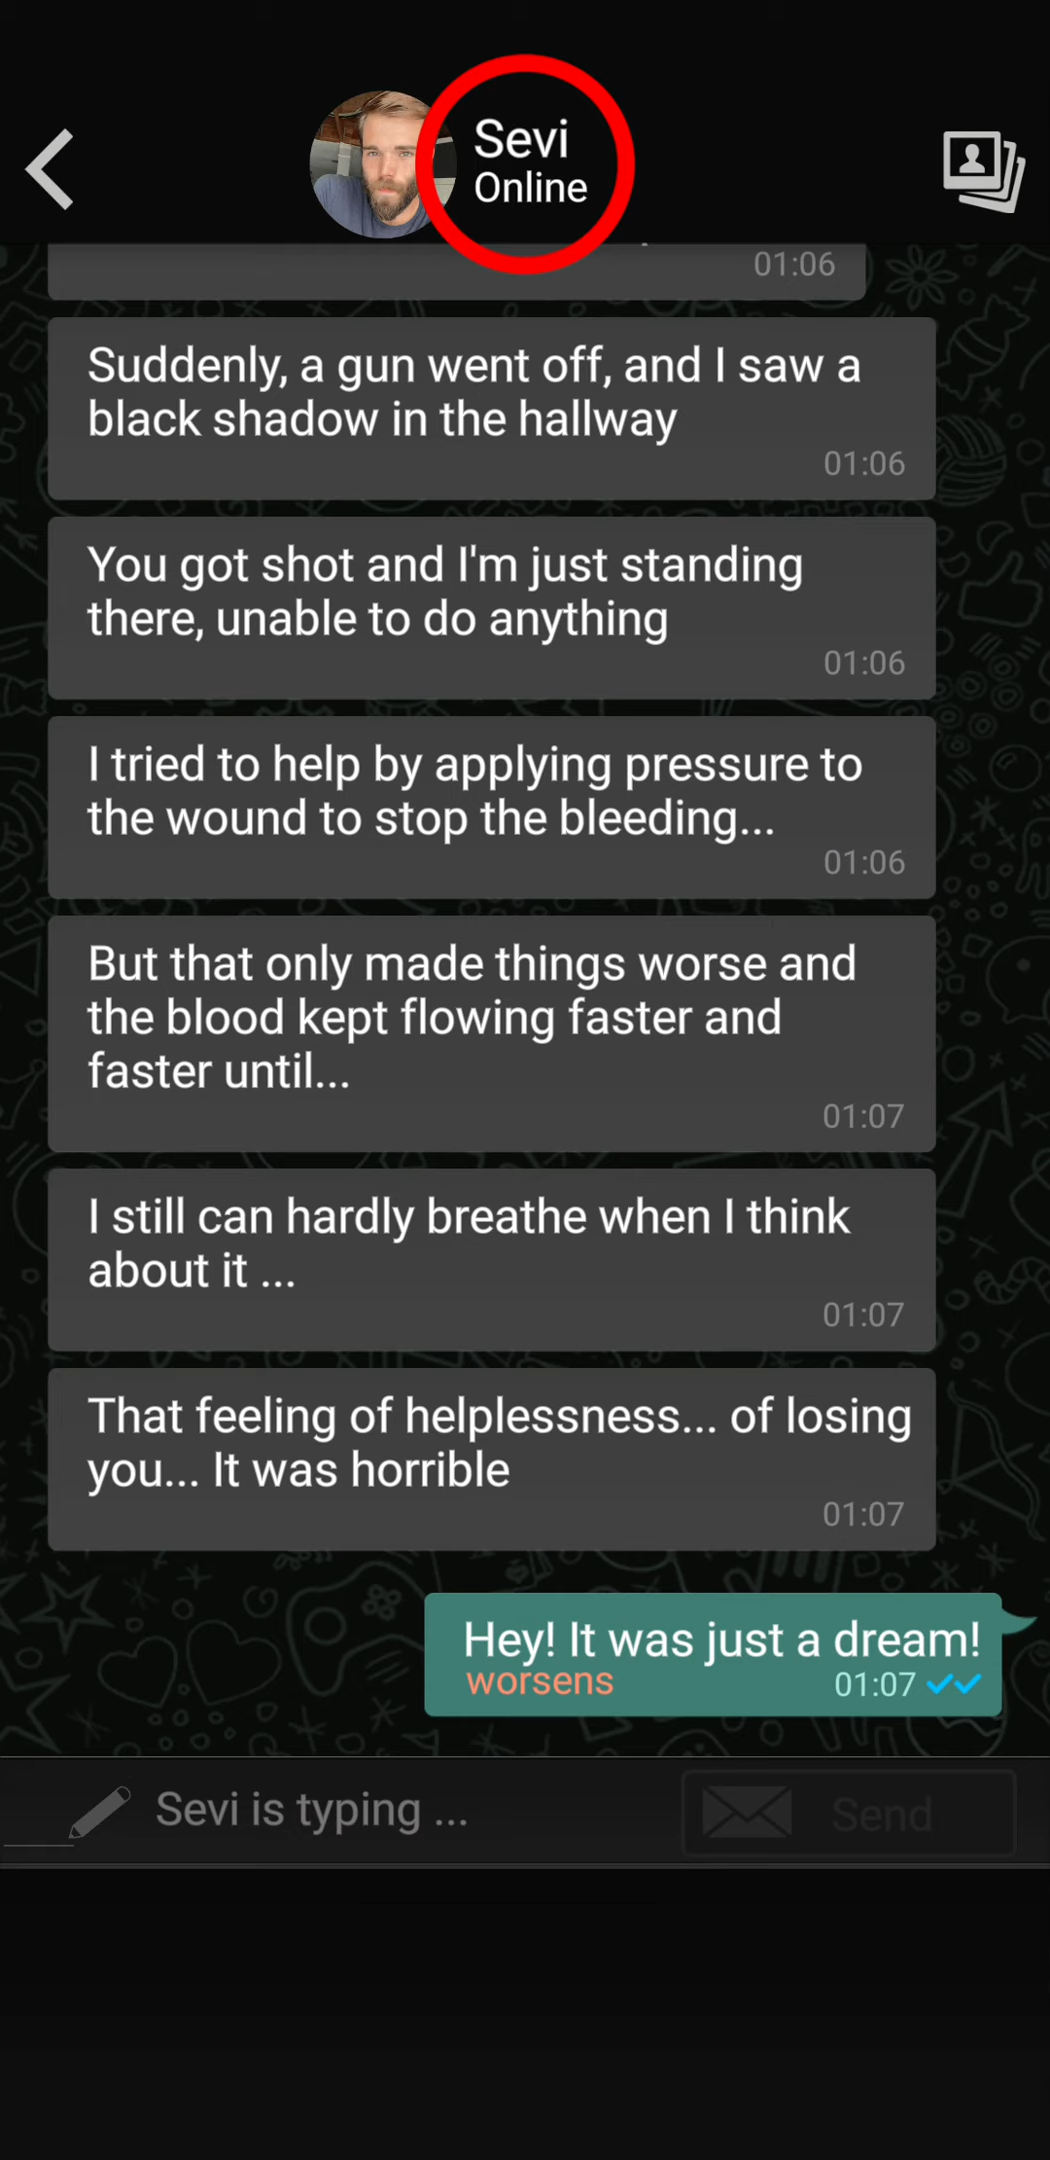 Sevi
Online
01:06
Suddenly, a gun went off, and I saw a
black shadow in the hallway
01:06
You got shot and I'm just standing
there, unable to do anything
01:06
I tried to help by applying pressure to
the wound to stop the bleeding...
01:06
But that only made things worse and
the blood kept flowing faster and
faster until...
01:07
I still can hardly breathe when I think
about it ...
01:07
That feeling of helplessness... of losing
you... It was horrible
01:07
Hey! It was just a dream!
worsens 01:07
Sevi is typing ... Send